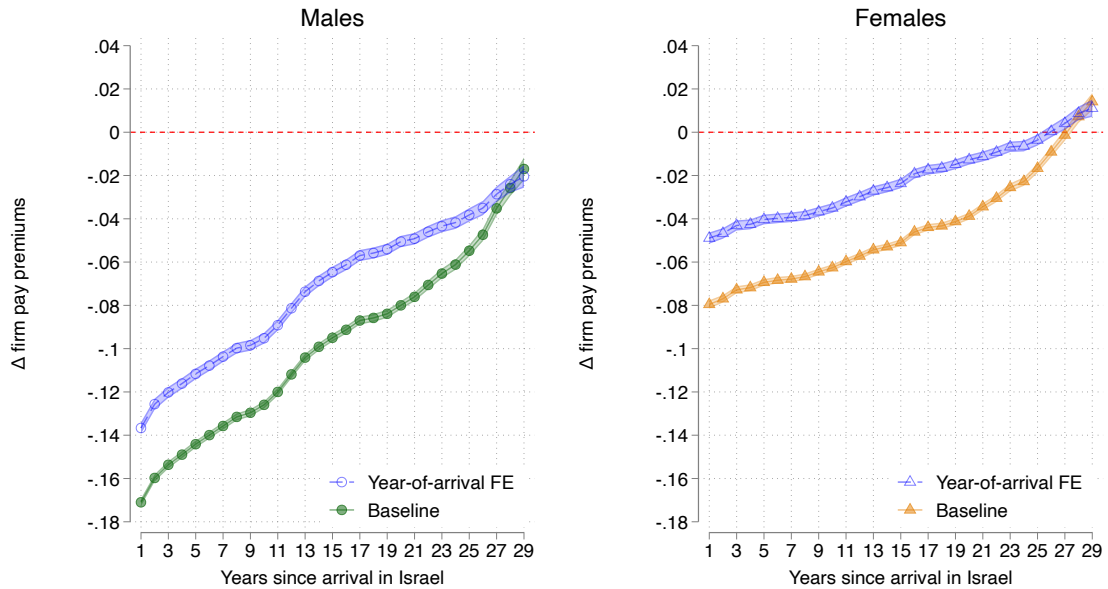 Males
Δ firm pay premiums
.04
.02
0
-.02
-.04
-.06
-.08
-.1
-.12
-.14
-.16
-.18
Year-of-arrival FE
Baseline
1 3 5 7 9 11 13 15 17 19 21 23 25 27 29
Years since arrival in Israel
Females
Δ firm pay premiums
.04
.02
0
-.02
-.04
-.06
-.08
-.1
-.12
-.14
-.16
-.18
Year-of-arrival FE
Baseline
1 3 5 7 9 11 13 15 17 19 21 23 25 27 29
Years since arrival in Israel